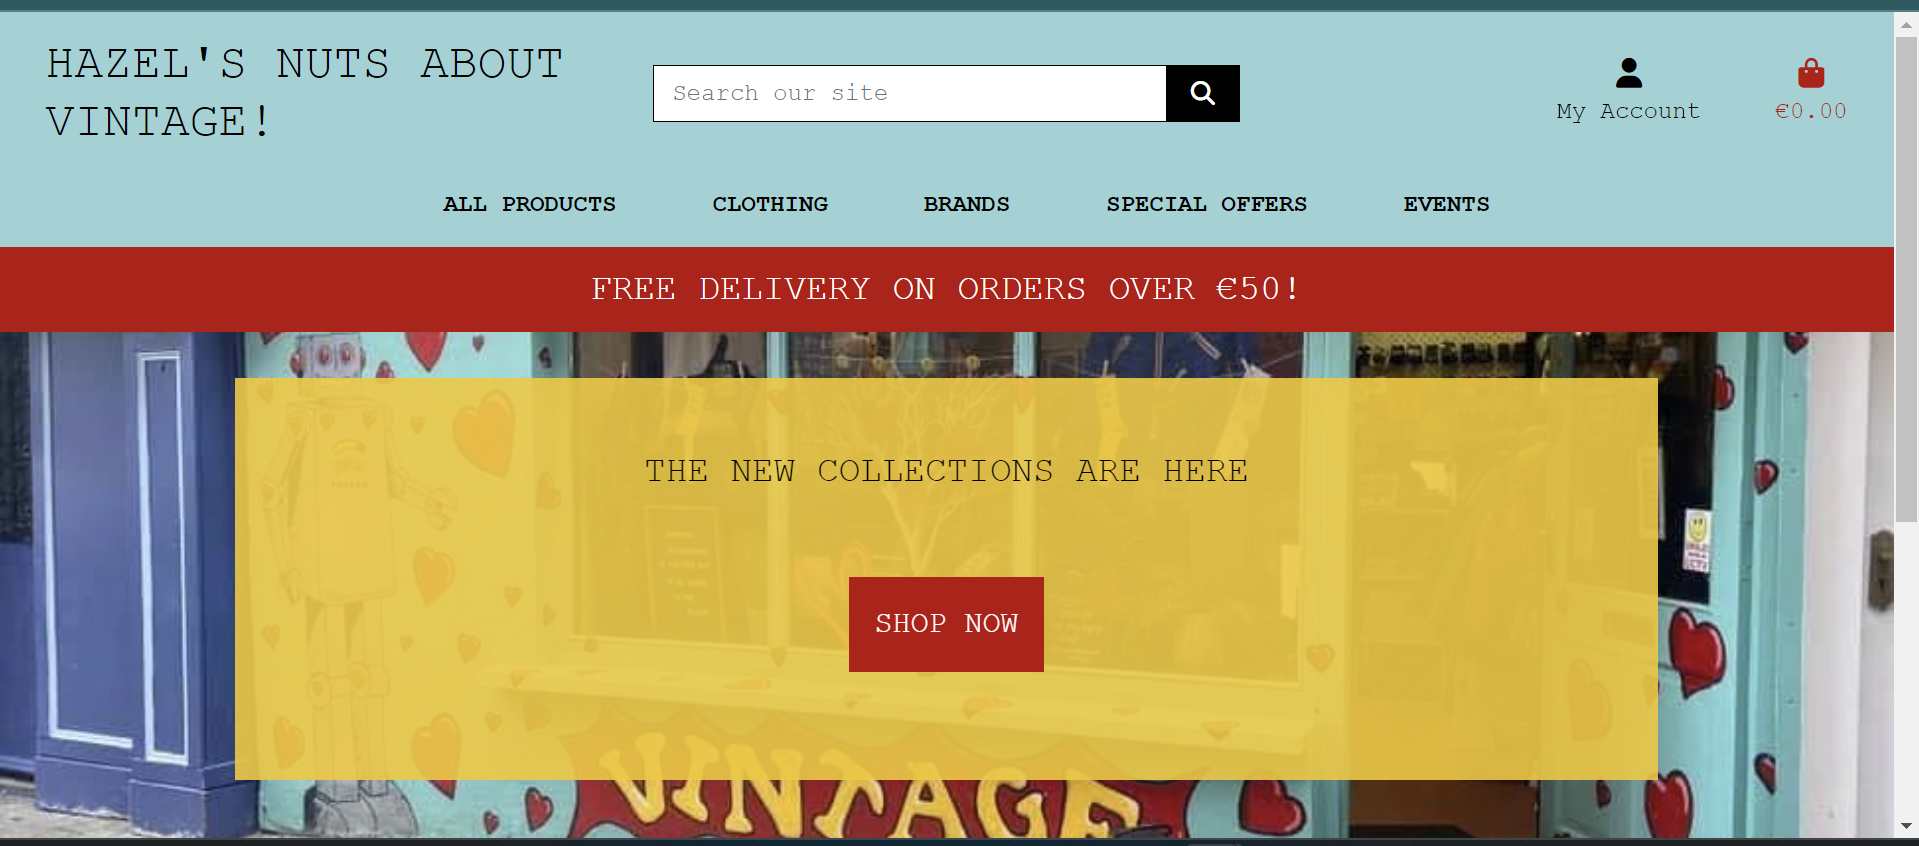 HAZEL'S NUTS ABOUT
VINTAGE!
Search our site
My Account
€0.00
ALL PRODUCTS CLOTHING BRANDS SPECIAL OFFERS EVENTS
FREE DELIVERY ON ORDERS OVER €50!
THE NEW COLLECTIONS ARE HERE
SHOP NOW
VINTAGE